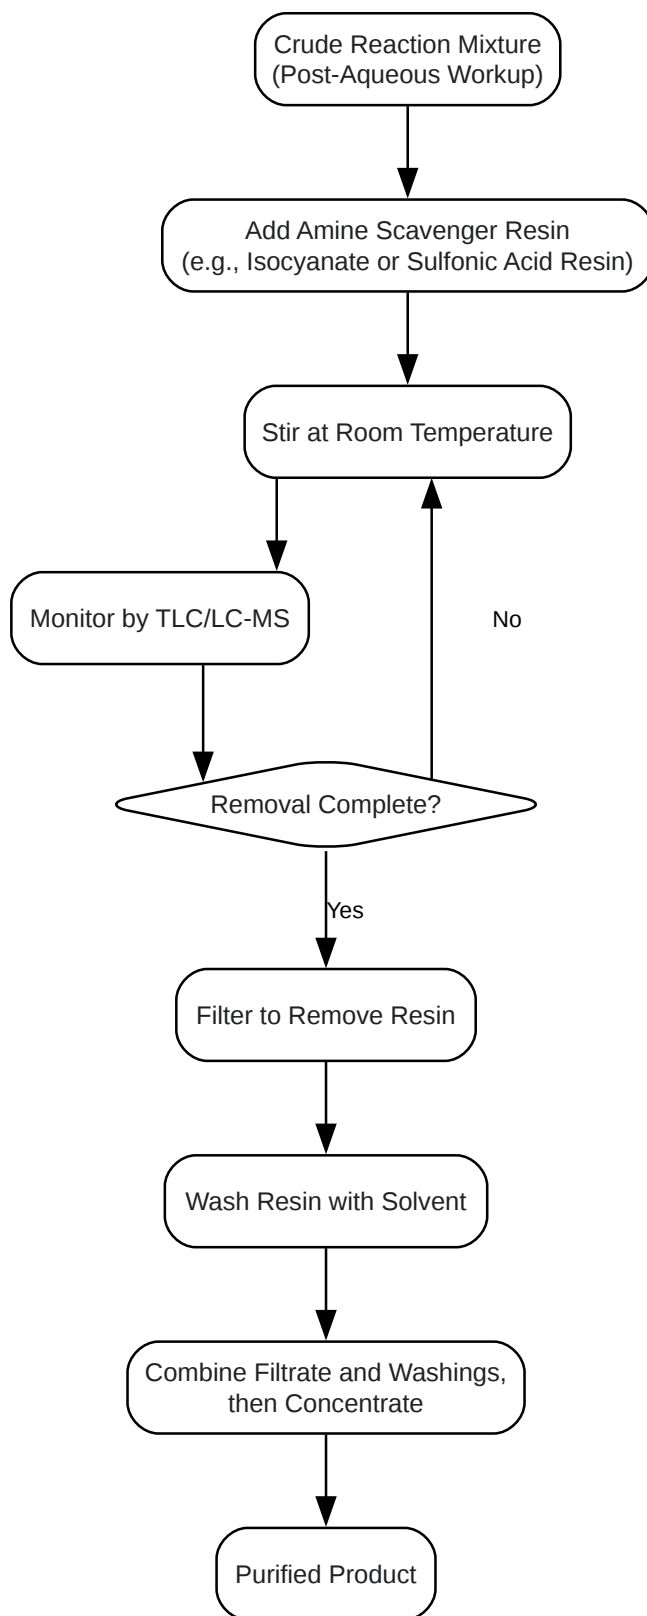 Crude Reaction Mixture
(Post-Aqueous Workup)
Add Amine Scavenger Resin
(e.g., Isocyanate or Sulfonic Acid Resin)
Stir at Room Temperature
Monitor by TLC/LC-MS
No
Removal Complete?
Yes
Filter to Remove Resin
Wash Resin with Solvent
Combine Filtrate and Washings,
then Concentrate
Purified Product